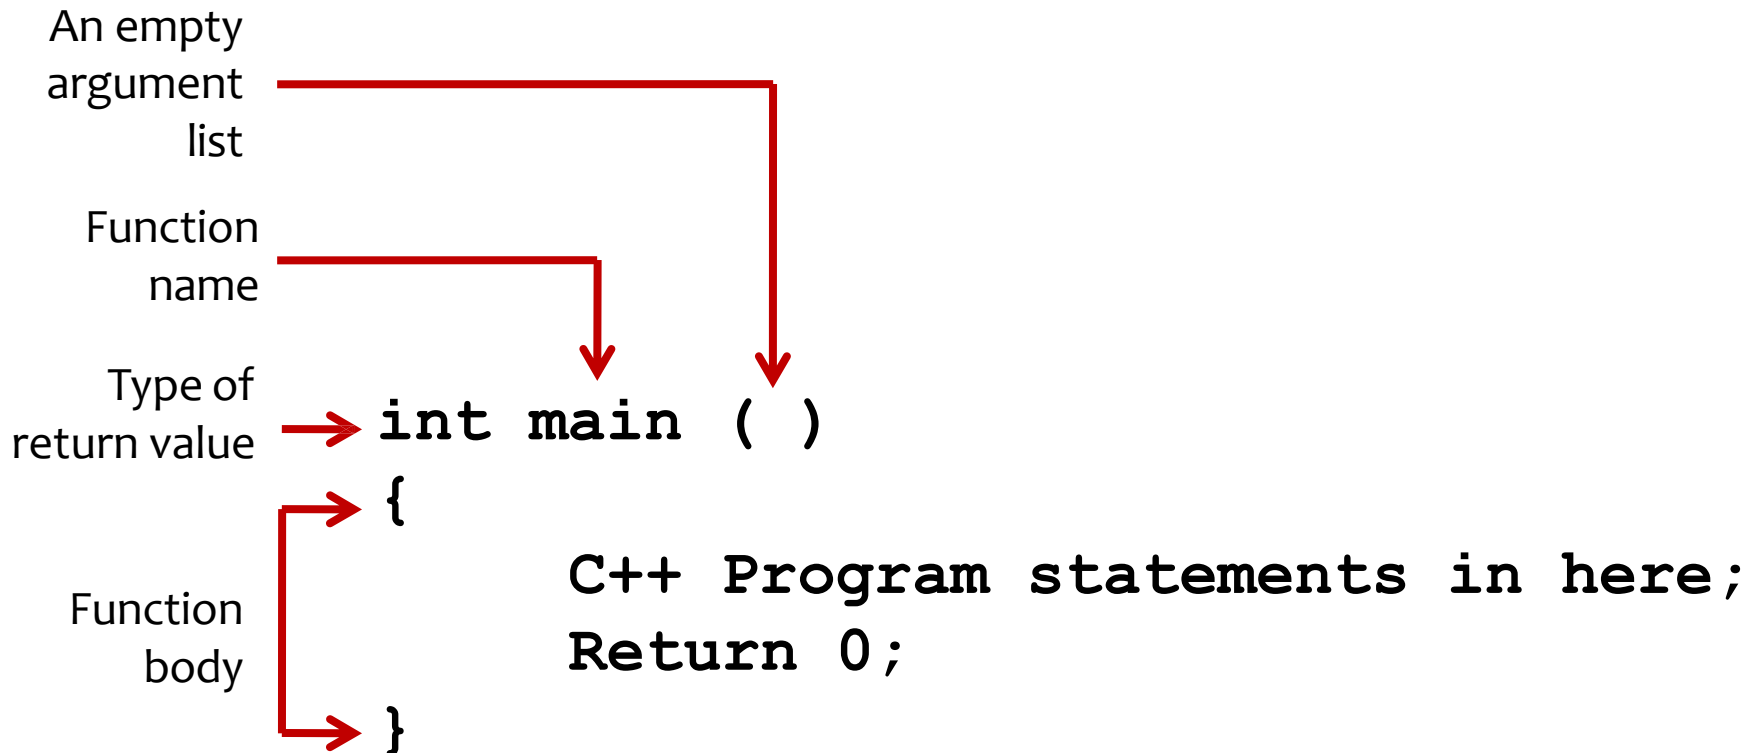 An empty
argument
list
Function
name
Type of
return value
int main ( )
{
C++ Program statements in here;
Return 0;
Function
body
}